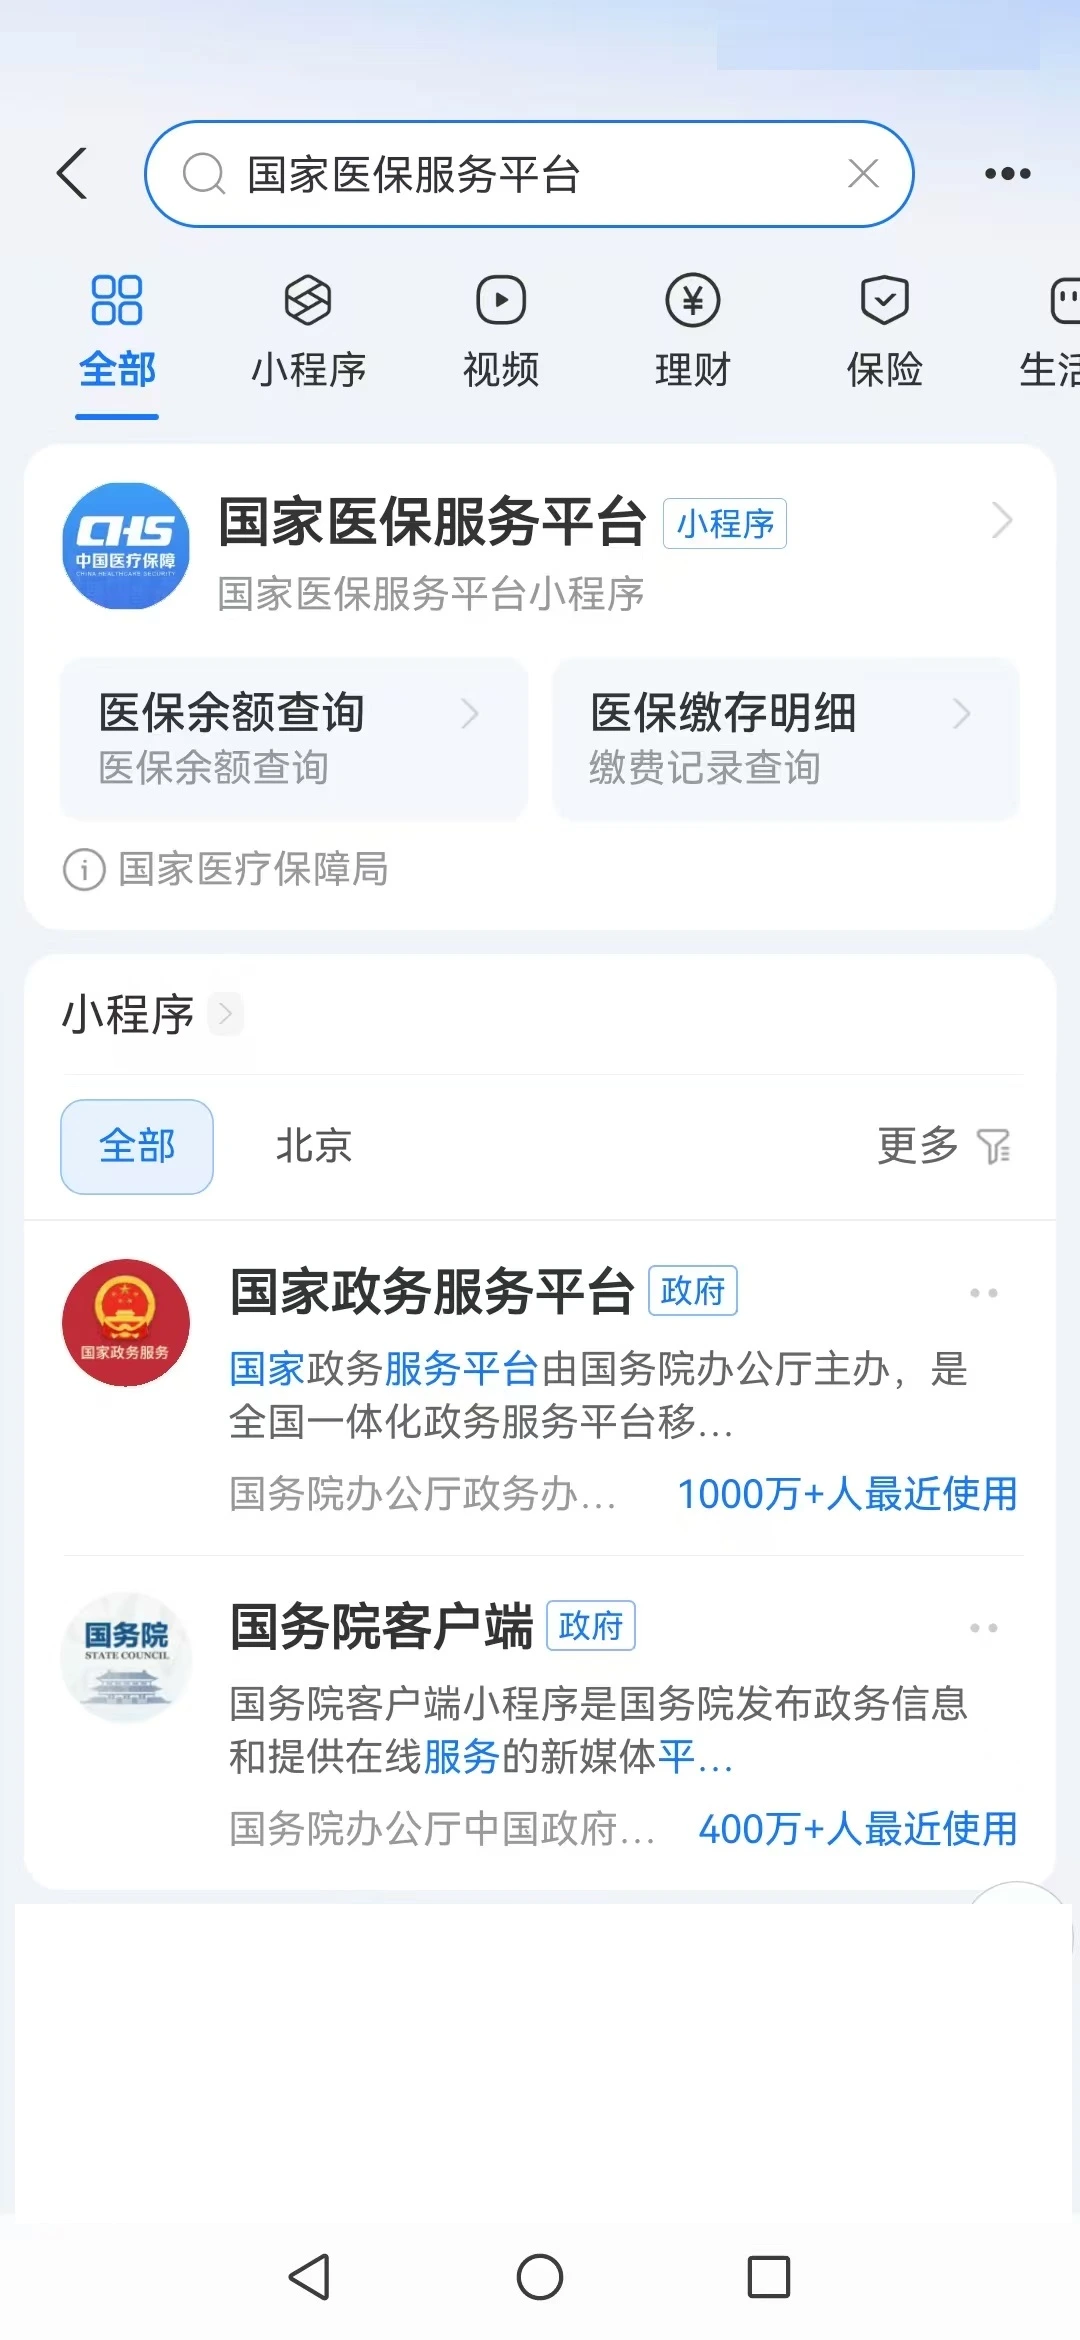 国家医保服务平台
全部 小程序 视频 理财 保险 生活
CHS
中国医疗保障
CHINA HEALTHCARE SECURITY
国家医保服务平台 小程序
国家医保服务平台小程序
医保余额查询 医保缴存明细
医保余额查询 缴费记录查询
国家医疗保障局
小程序
全部 北京 更多
国家政务服务
国家政务服务平台 政府
国家政务服务平台由国务院办公厅主办，是
全国一体化政务服务平台移...
国务院办公厅政务办... 1000万+人最近使用
国务院
STATE COUNCIL
国务院客户端 政府
国务院客户端小程序是国务院发布政务信息
和提供在线服务的新媒体平...
国务院办公厅中国政府... 400万+人最近使用